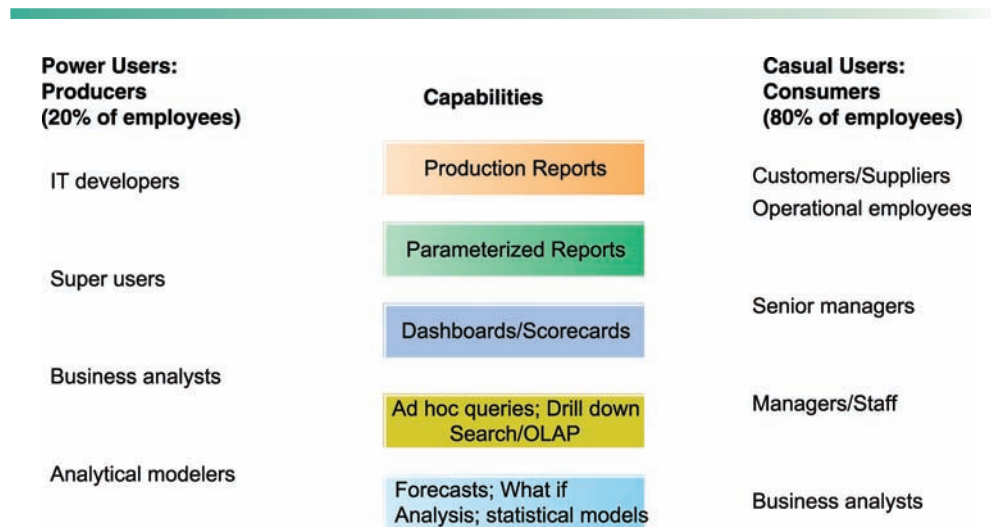 Power Users:
Producers
(20% of employees)
IT developers
Super users
Business analysts
Analytical modelers
Capabilities
Production Reports
Parameterized Reports
Dashboards/Scorecards
Ad hoc queries; Drill down
Search/OLAP
Forecasts; What if
Analysis; statistical models
Casual Users:
Consumers
(80% of employees)
Customers/Suppliers
Operational employees
Senior managers
Managers/Staff
Business analysts